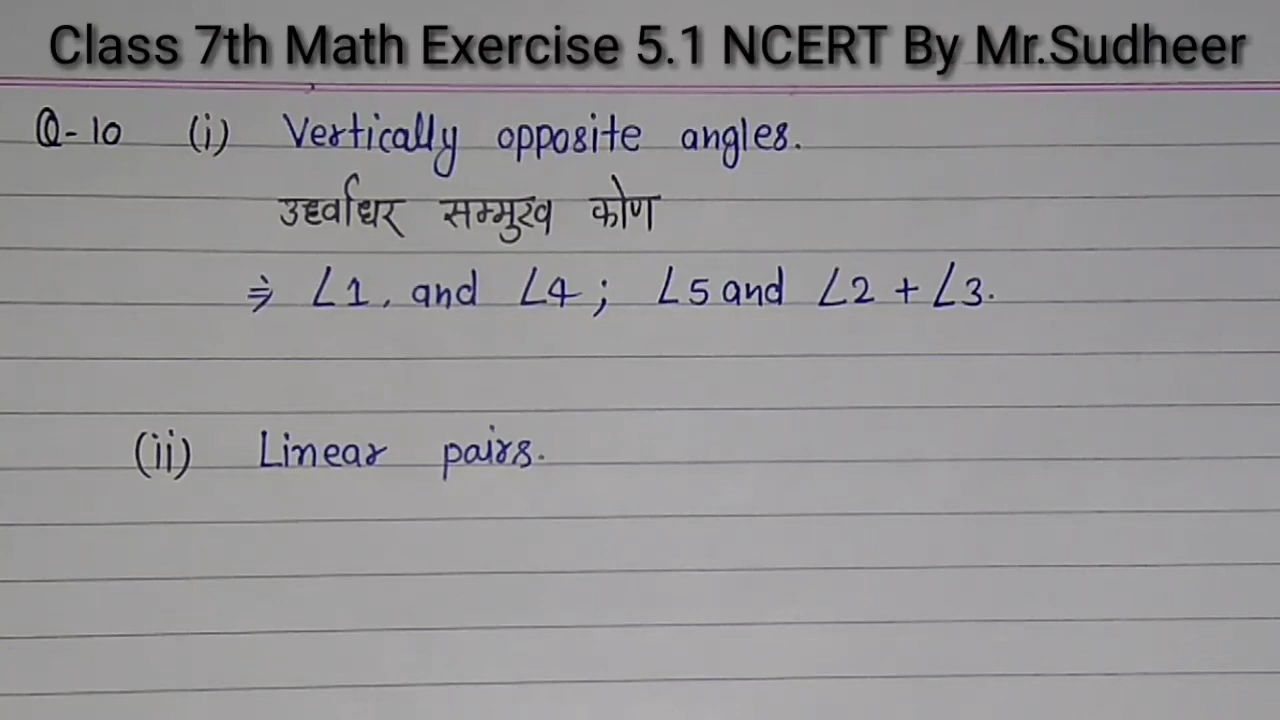 Class 7th Math Exercise 5.1 NCERT By Mr.Sudheer
Q-10 (i) Vertically opposite angles.
उर्ध्वाधर सम्मुख कोण
⇒ ∠1, and ∠4; ∠5 and ∠2 + ∠3.
(ii) Linear pairs.